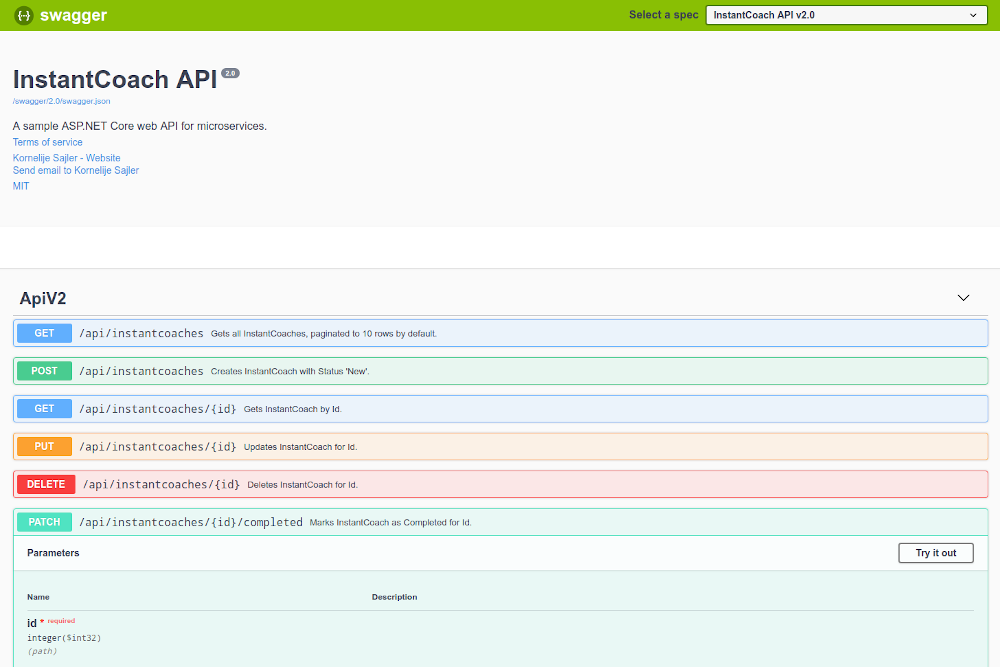 swagger
Select a spec InstantCoach API v2.0
InstantCoach API 2.0
/swagger/2.0/swagger.json
A sample ASP.NET Core web API for microservices.
Terms of service
Kornelije Sajler - Website
Send email to Kornelije Sajler
MIT
ApiV2
GET /api/instantcoaches Gets all InstantCoaches, paginated to 10 rows by default.
POST /api/instantcoaches Creates InstantCoach with Status 'New'.
GET /api/instantcoaches/{id} Gets InstantCoach by Id.
PUT /api/instantcoaches/{id} Updates InstantCoach for Id.
DELETE /api/instantcoaches/{id} Deletes InstantCoach for Id.
PATCH /api/instantcoaches/{id}/completed Marks InstantCoach as Completed for Id.
Parameters Try it out
Name Description
id * required
integer($int32)
(path)